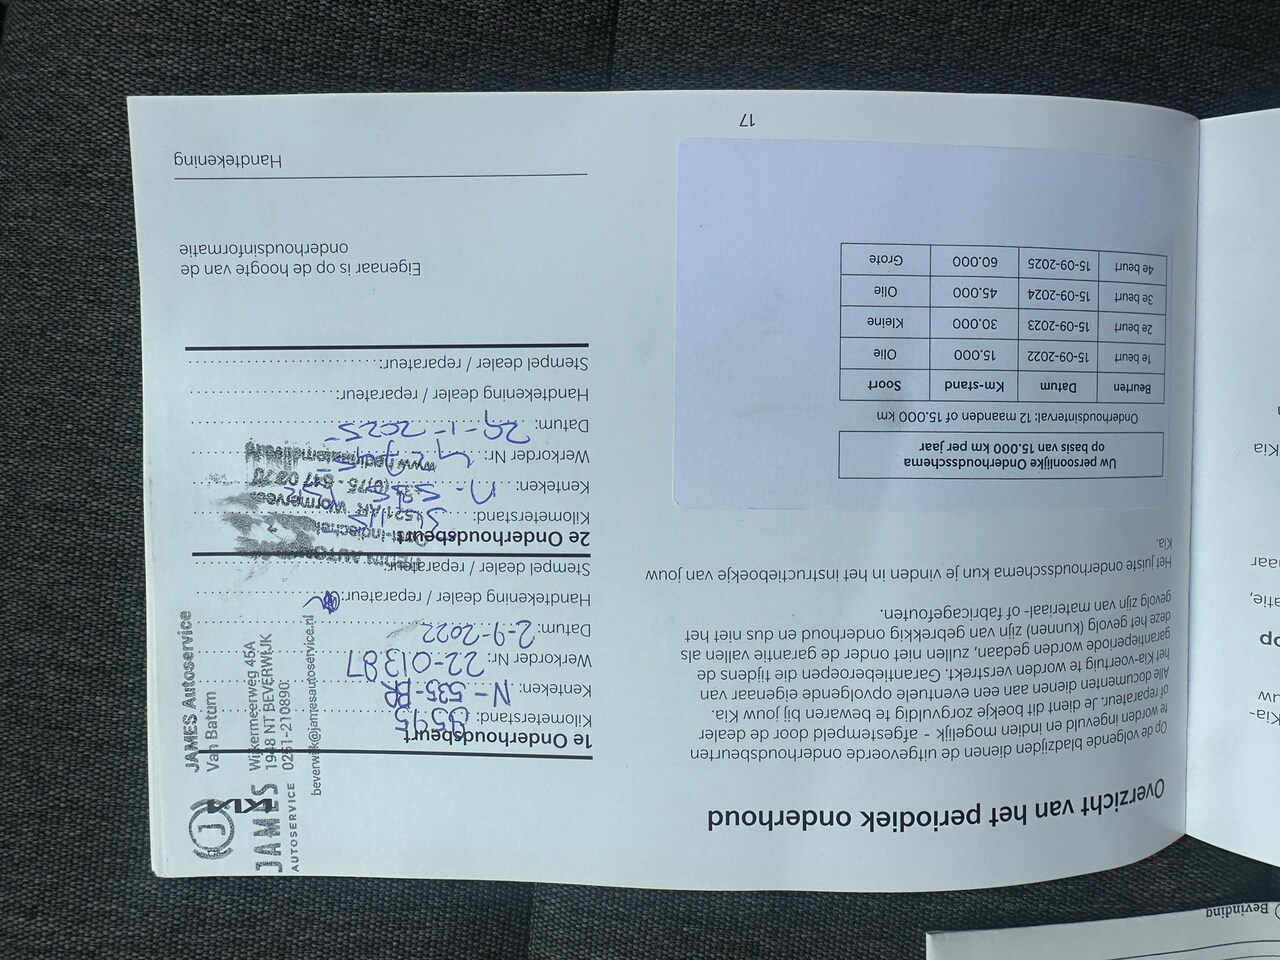 Overzicht van het periodiek onderhoud
Op de volgende bladzijden dienen de uitgevoerde onderhoudsbeurten
te worden ingevuld en indien mogelijk - afgestempeld door de dealer
of reparateur. Je dient dit boekje zorgvuldig te bewaren bij jouw Kia.
Alle documenten dienen aan een eventuele opvolgende eigenaar van
het Kia-voertuig te worden verstrekt. Garantieberoepen die tijdens de
garantieperiode worden gedaan, zullen niet onder de garantie vallen als
deze het gevolg (kunnen) zijn van gebrekkig onderhoud en dus niet het
gevolg zijn van materiaal- of fabricagefouten.
Het juiste onderhoudsschema kun je vinden in het instructieboekje van jouw
Kia.
Uw persoonlijke Onderhoudsschema
op basis van 15.000 km per jaar
Onderhoudsinterval: 12 maanden of 15.000 km
Beurten Datum Km-stand Soort
1e beurt 15-09-2022 15.000 Olie
2e beurt 15-09-2023 30.000 Kleine
3e beurt 15-09-2024 45.000 Olie
4e beurt 15-09-2025 60.000 Grote
17
KIA
1e Onderhoudsbeurt
Kilometerstand: 9595
Kenteken: N-535-BR
Werkorder Nr: 22-01387
Datum: 2-9-2022
Handtekening dealer / reparateur:
Stempel dealer / reparateur:
JAMES
AUTOSERVICE
JAMES Autoservice
Van Batum
Wijkermeerweg 45A
1948 NT BEVERWIJK
0251-210890
beverwijk@jamesautoservice.nl
2e Onderhoudsbeurt
Kilometerstand:
Kenteken:
Werkorder Nr:
Datum: 29-1-2025
Handtekening dealer / reparateur:
Stempel dealer / reparateur:
1521 AR Wormerveer
Eigenaar is op de hoogte van de
onderhoudsinformatie
Handtekening
Kia
Bevinding